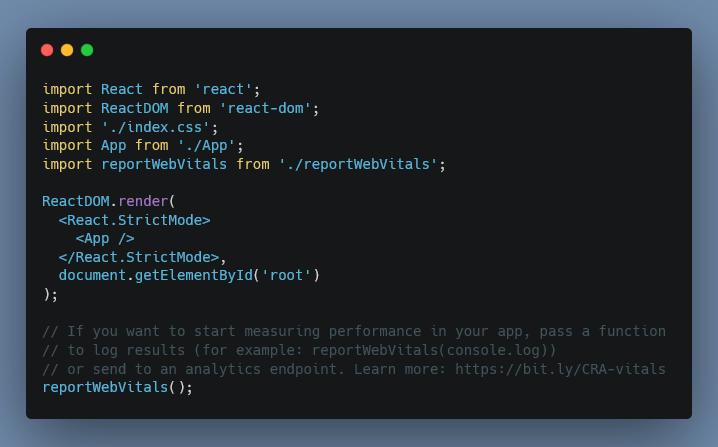 import React from 'react';
import ReactDOM from 'react-dom';
import './index.css';
import App from './App';
import reportWebVitals from './reportWebVitals';

ReactDOM.render(
  <React.StrictMode>
    <App />
  </React.StrictMode>,
  document.getElementById('root')
);

// If you want to start measuring performance in your app, pass a function
// to log results (for example: reportWebVitals(console.log))
// or send to an analytics endpoint. Learn more: https://bit.ly/CRA-vitals
reportWebVitals();